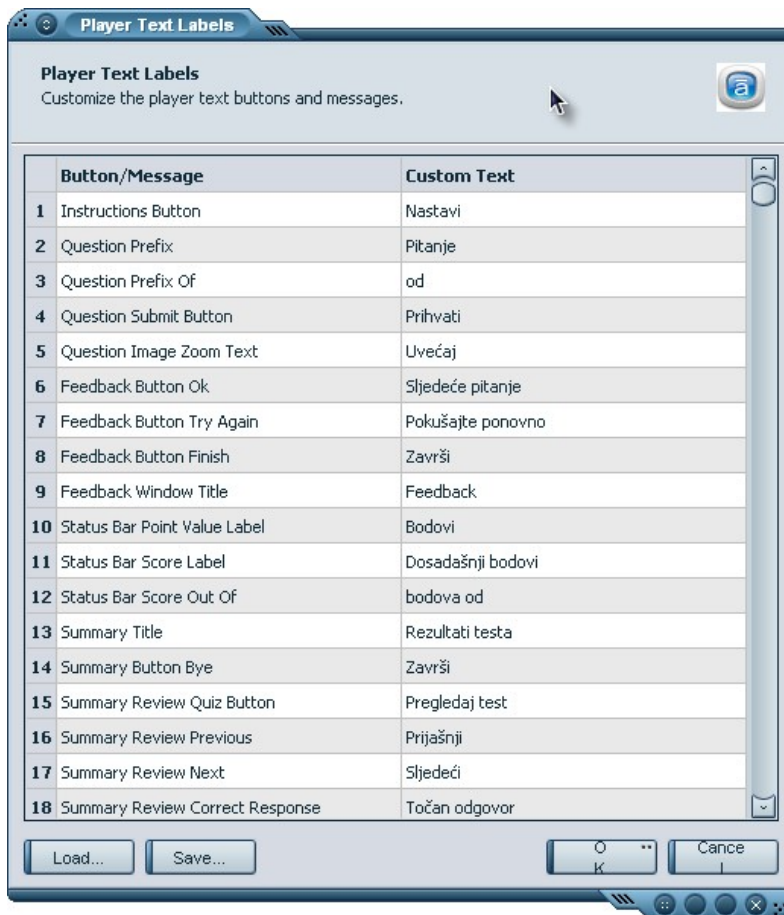 Player Text Labels
Player Text Labels
Customize the player text buttons and messages.
Button/Message Custom Text
1 Instructions Button Nastavi
2 Question Prefix Pitanje
3 Question Prefix Of od
4 Question Submit Button Prihvati
5 Question Image Zoom Text Uvećaj
6 Feedback Button Ok Sljedeće pitanje
7 Feedback Button Try Again Pokušajte ponovno
8 Feedback Button Finish Završi
9 Feedback Window Title Feedback
10 Status Bar Point Value Label Bodovi
11 Status Bar Score Label Dosadašnji bodovi
12 Status Bar Score Out Of bodova od
13 Summary Title Rezultati testa
14 Summary Button Bye Završi
15 Summary Review Quiz Button Pregledaj test
16 Summary Review Previous Prijašnji
17 Summary Review Next Sljedeći
18 Summary Review Correct Response Točan odgovor
Load... Save... OK Cancel